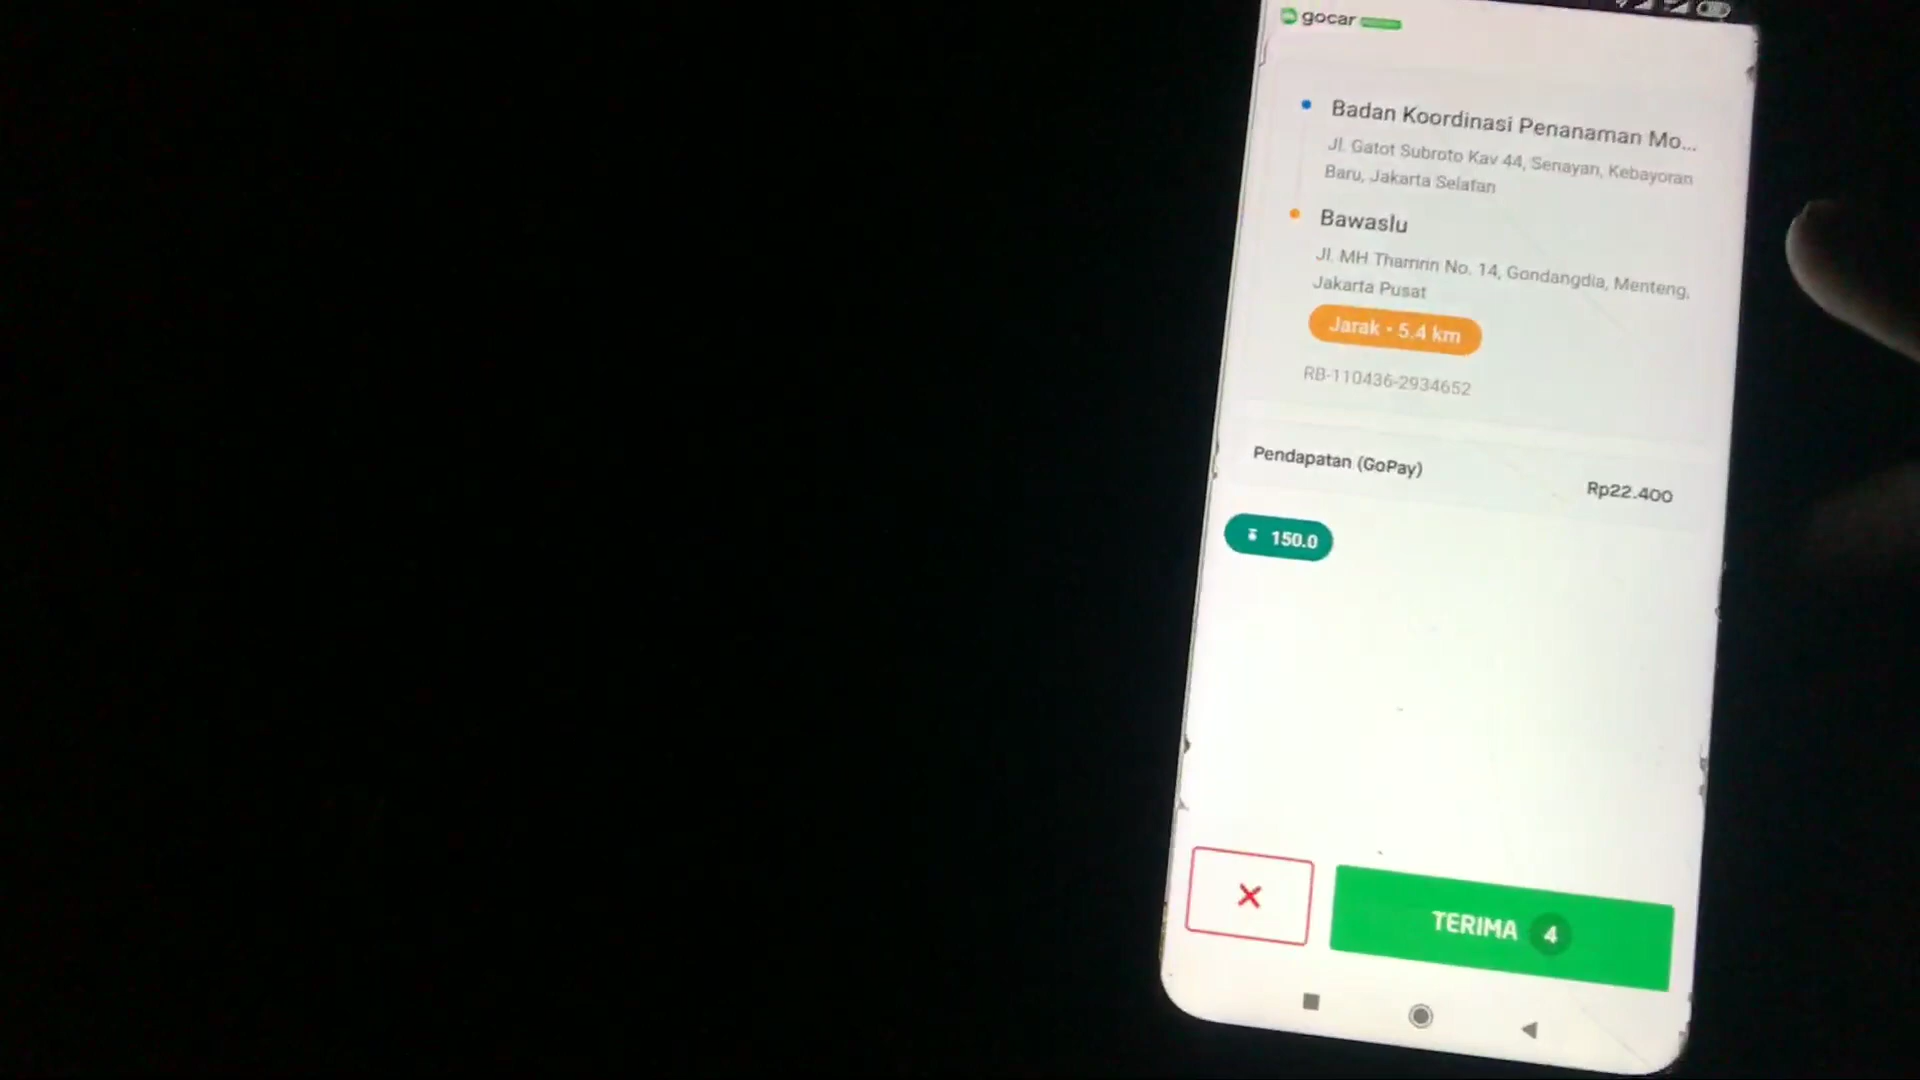 gocar
Badan Koordinasi Penanaman Mo...
Jl. Gatot Subroto Kav 44, Senayan, Kebayoran
Baru, Jakarta Selatan
Bawaslu
Jl. MH Thamrin No. 14, Gondangdia, Menteng,
Jakarta Pusat
Jarak • 5.4 km
RB-110436-2934652
Pendapatan (GoPay)
Rp22.400
150.0
TERIMA 4